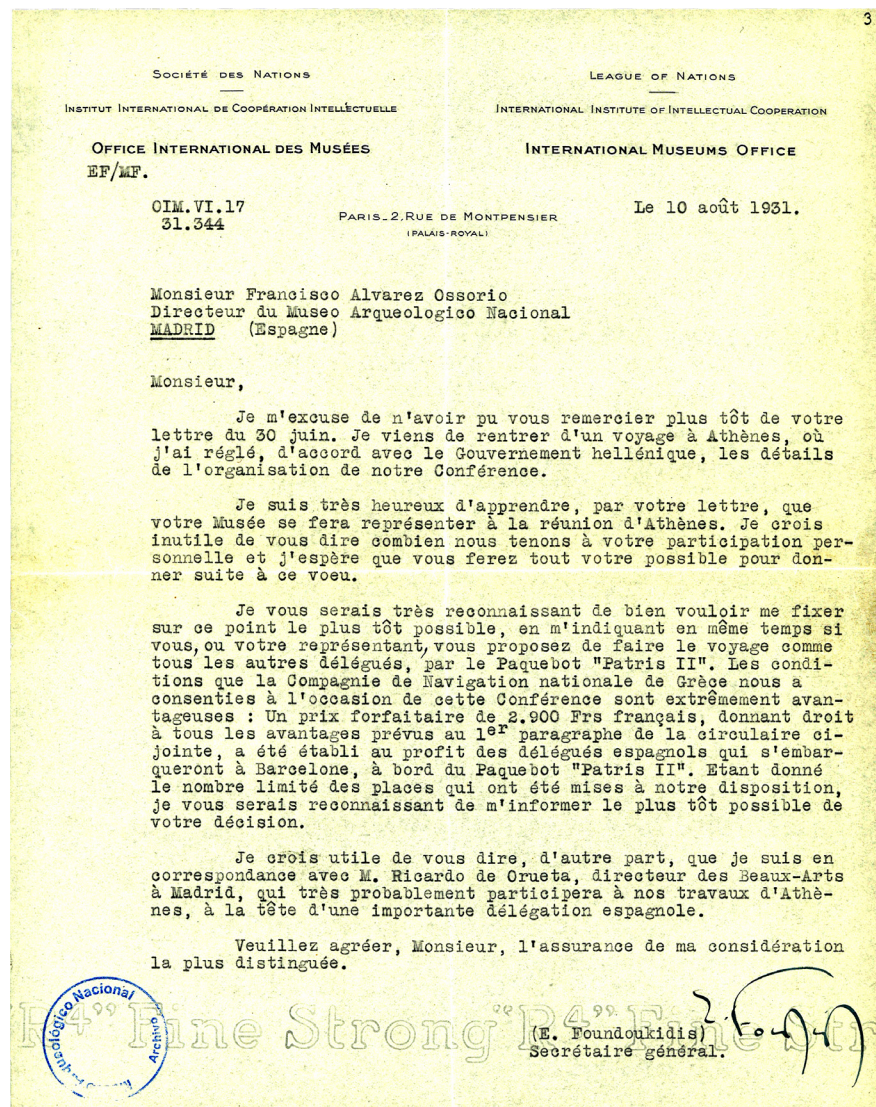 3
SOCIÉTÉ DES NATIONS
INSTITUT INTERNATIONAL DE COOPÉRATION INTELLECTUELLE
OFFICE INTERNATIONAL DES MUSÉES
LEAGUE OF NATIONS
INTERNATIONAL INSTITUTE OF INTELLECTUAL COOPERATION
INTERNATIONAL MUSEUMS OFFICE
EF/MF.
OIM.VI.17
31.344
PARIS_2, RUE DE MONTPENSIER
(PALAIS-ROYAL)
Le 10 août 1931.
Monsieur Francisco Alvarez Ossorio
Directeur du Museo Arqueologico Nacional
MADRID (Espagne)
Monsieur,
Je m'excuse de n'avoir pu vous remercier plus tôt de votre
lettre du 30 juin. Je viens de rentrer d'un voyage à Athènes, où
j'ai réglé, d'accord avec le Gouvernement hellénique, les détails
de l'organisation de notre Conférence.
Je suis très heureux d'apprendre, par votre lettre, que
votre Musée se fera représenter à la réunion d'Athènes. Je crois
inutile de vous dire combien nous tenons à votre participation per-
sonnelle et j'espère que vous ferez tout votre possible pour don-
ner suite à ce voeu.
Je vous serais très reconnaissant de bien vouloir me fixer
sur ce point le plus tôt possible, en m'indiquant en même temps si
vous, ou votre représentant, vous proposez de faire le voyage comme
tous les autres délégués, par le Paquebot "Patris II". Les condi-
tions que la Compagnie de Navigation nationale de Grèce nous a
consenties à l'occasion de cette Conférence sont extrêmement avan-
tageuses : Un prix forfaitaire de 2.900 Frs français, donnant droit
à tous les avantages prévus au 1er paragraphe de la circulaire ci-
jointe, a été établi au profit des délégués espagnols qui s'embar-
queront à Barcelone, à bord du Paquebot "Patris II". Etant donné
le nombre limité des places qui ont été mises à notre disposition,
je vous serais reconnaissant de m'informer le plus tôt possible de
votre décision.
Je crois utile de vous dire, d'autre part, que je suis en
correspondance avec M. Ricardo de Orueta, directeur des Beaux-Arts
à Madrid, qui très probablement participera à nos travaux d'Athè-
nes, à la tête d'une importante délégation espagnole.
Veuillez agréer, Monsieur, l'assurance de ma considération
la plus distinguée.
R4" Fine Strong "R4" Fine Str
(E. Foundoukidis)
Secrétaire général.
Museo Arqueológico Nacional
Archivo